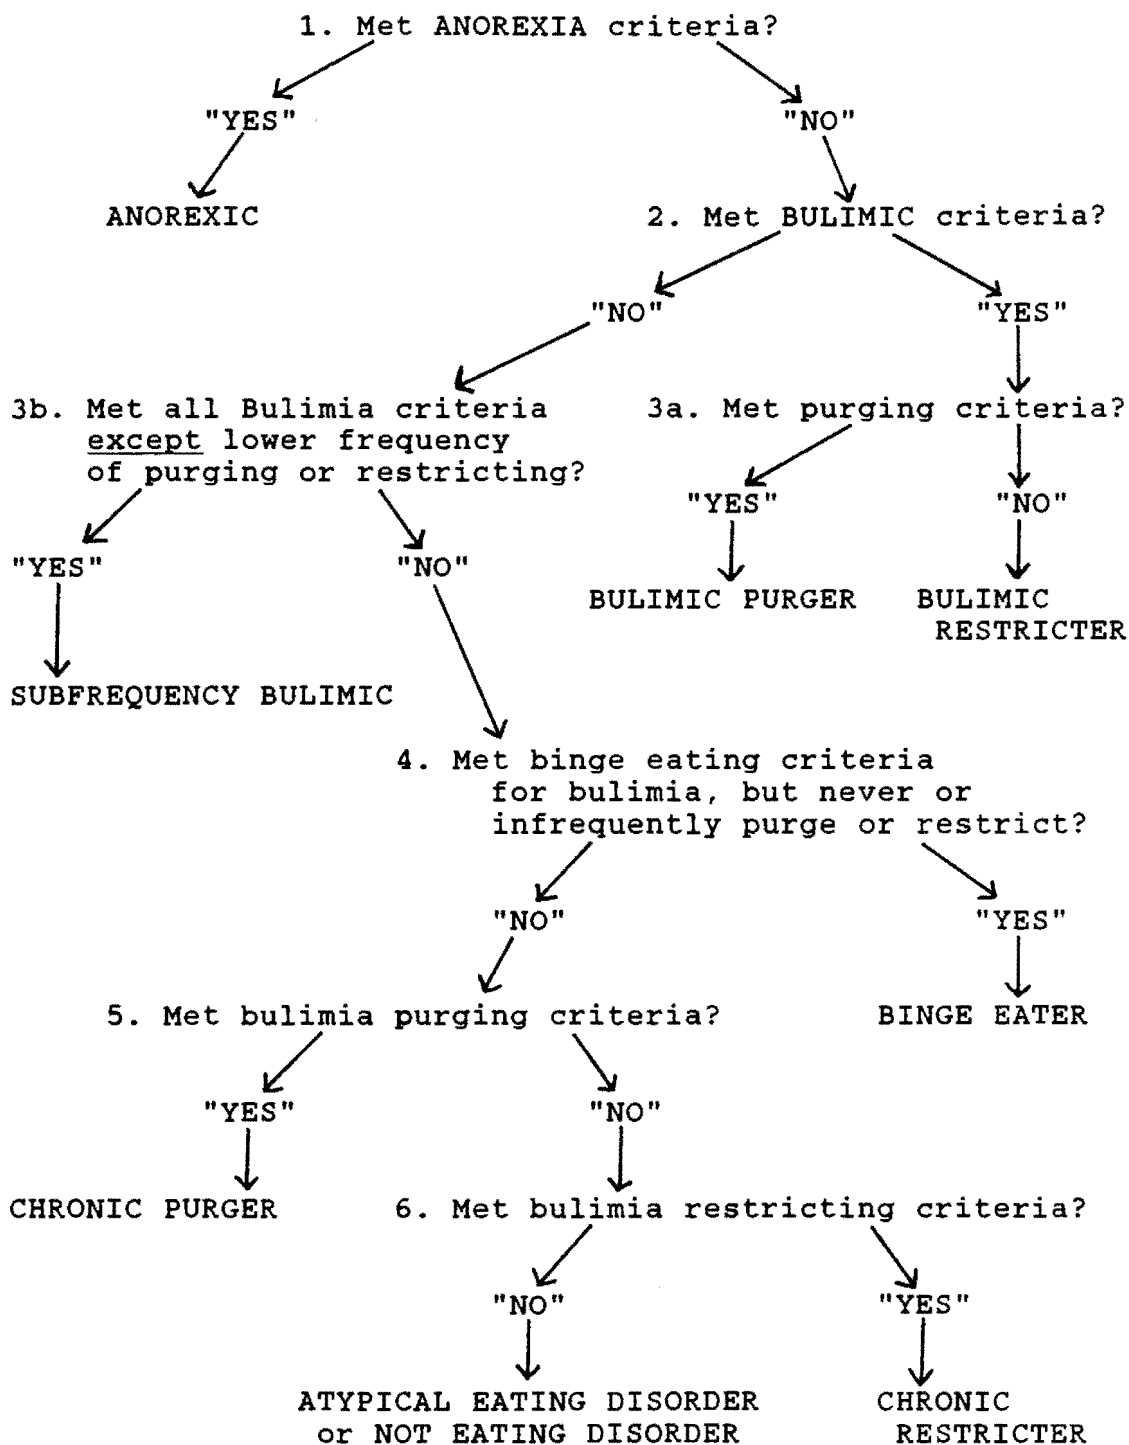 1. Met ANOREXIA criteria?
"YES"
"NO"
ANOREXIC
2. Met BULIMIC criteria?
"NO"
"YES"
3b. Met all Bulimia criteria
except lower frequency
of purging or restricting?
3a. Met purging criteria?
"YES"
"NO"
"YES"
"NO"
BULIMIC PURGER
BULIMIC
RESTRICTER
SUBFREQUENCY BULIMIC
4. Met binge eating criteria
for bulimia, but never or
infrequently purge or restrict?
"NO"
"YES"
5. Met bulimia purging criteria?
BINGE EATER
"YES"
"NO"
CHRONIC PURGER
6. Met bulimia restricting criteria?
"NO"
"YES"
ATYPICAL EATING DISORDER
or NOT EATING DISORDER
CHRONIC
RESTRICTER